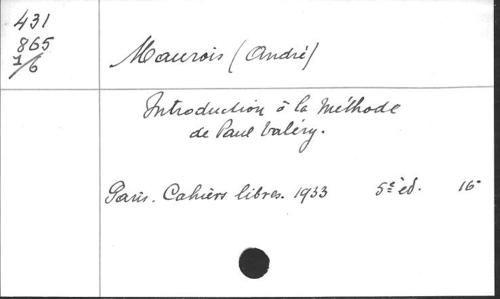 431
865
1/6
Maurois (André)
Introduction à la Méthode
de Paul Valéry.
Paris. Cahiers libres. 1933 5e éd. 16°